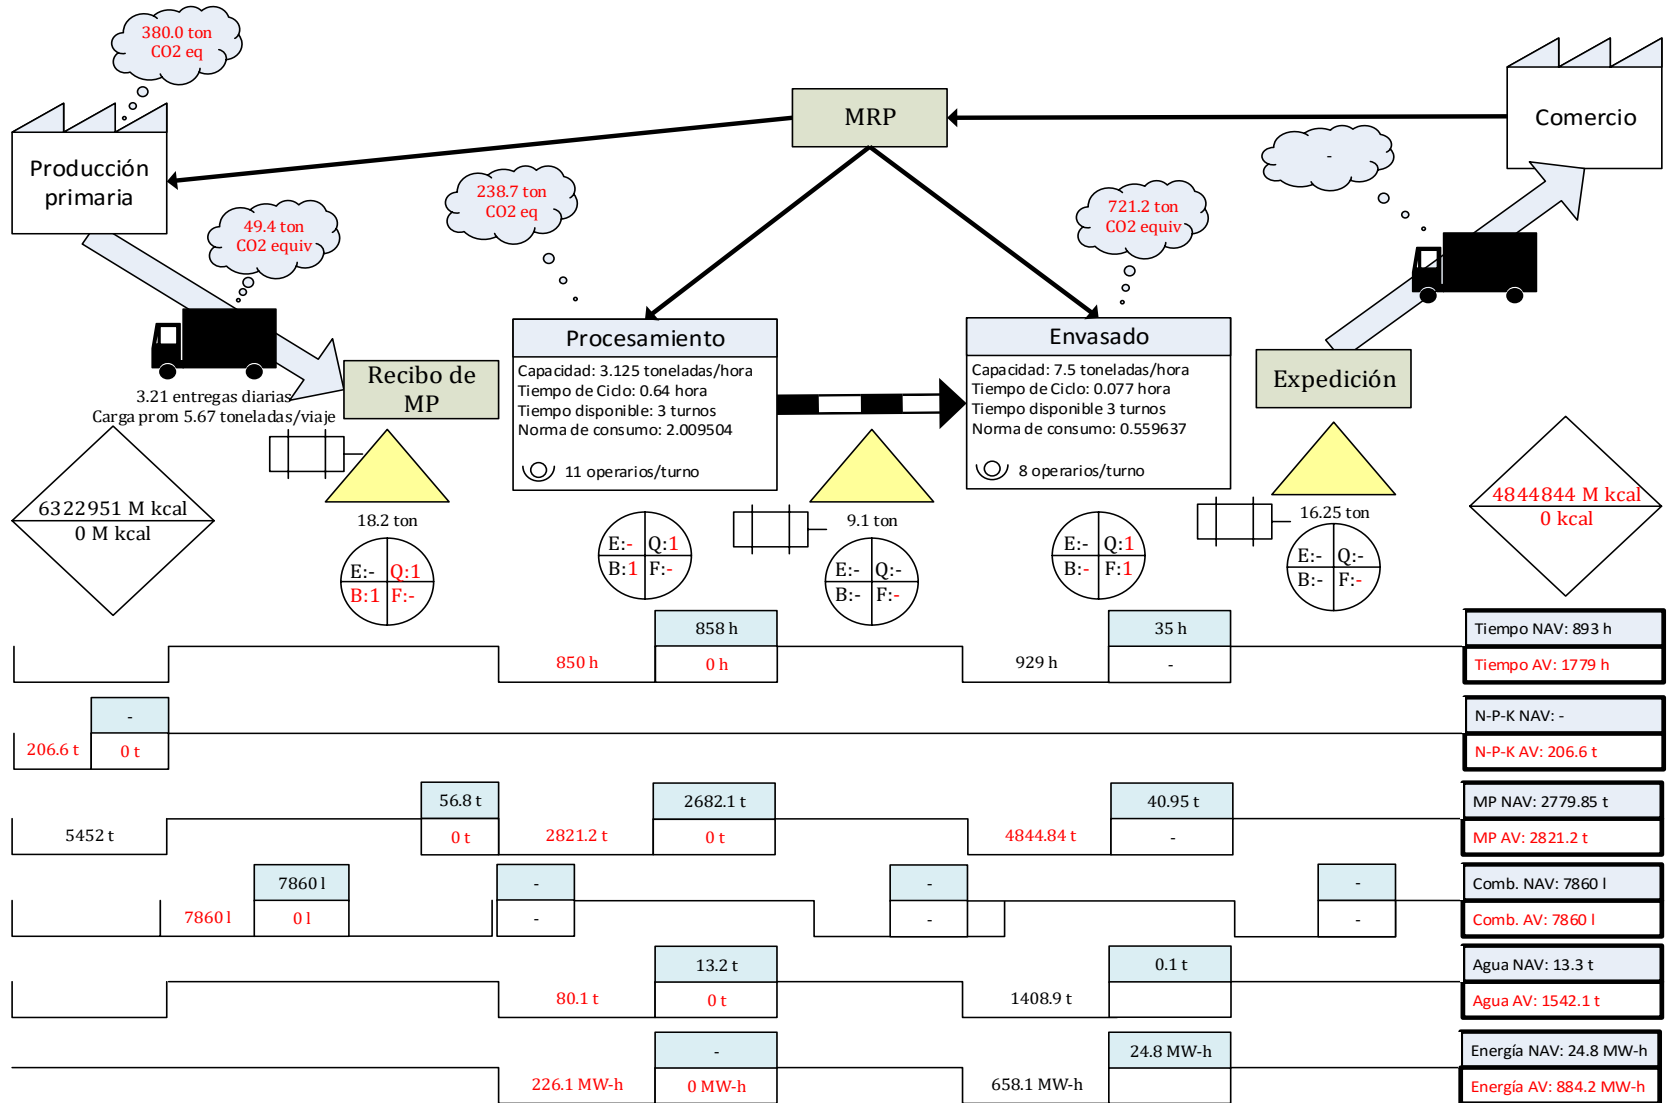 380.0 ton
CO2 eq
MRP
Comercio
Producción
primaria
-
238.7 ton
CO2 eq
721.2 ton
CO2 equiv
49.4 ton
CO2 equiv
3.21 entregas diarias
Carga prom 5.67 toneladas/viaje
Recibo de
MP
Procesamiento
Capacidad: 3.125 toneladas/hora
Tiempo de Ciclo: 0.64 hora
Tiempo disponible: 3 turnos
Norma de consumo: 2.009504
11 operarios/turno
Envasado
Capacidad: 7.5 toneladas/hora
Tiempo de Ciclo: 0.077 hora
Tiempo disponible 3 turnos
Norma de consumo: 0.559637
8 operarios/turno
Expedición
6322951 M kcal
0 M kcal
18.2 ton
9.1 ton
16.25 ton
4844844 M kcal
0 kcal
E:- Q:1
B:1 F:-
E:- Q:1
B:1 F:-
E:- Q:-
B:- F:-
E:- Q:1
B:- F:1
E:- Q:-
B:- F:-
858 h
35 h
Tiempo NAV: 893 h
850 h
0 h
929 h
-
Tiempo AV: 1779 h
-
N-P-K NAV: -
206.6 t
0 t
N-P-K AV: 206.6 t
56.8 t
2682.1 t
40.95 t
MP NAV: 2779.85 t
5452 t
0 t
2821.2 t
0 t
4844.84 t
-
MP AV: 2821.2 t
7860 l
-
-
-
Comb. NAV: 7860 l
7860 l
0 l
-
-
-
Comb. AV: 7860 l
13.2 t
0.1 t
Agua NAV: 13.3 t
80.1 t
0 t
1408.9 t
Agua AV: 1542.1 t
-
24.8 MW-h
Energía NAV: 24.8 MW-h
226.1 MW-h
0 MW-h
658.1 MW-h
Energía AV: 884.2 MW-h